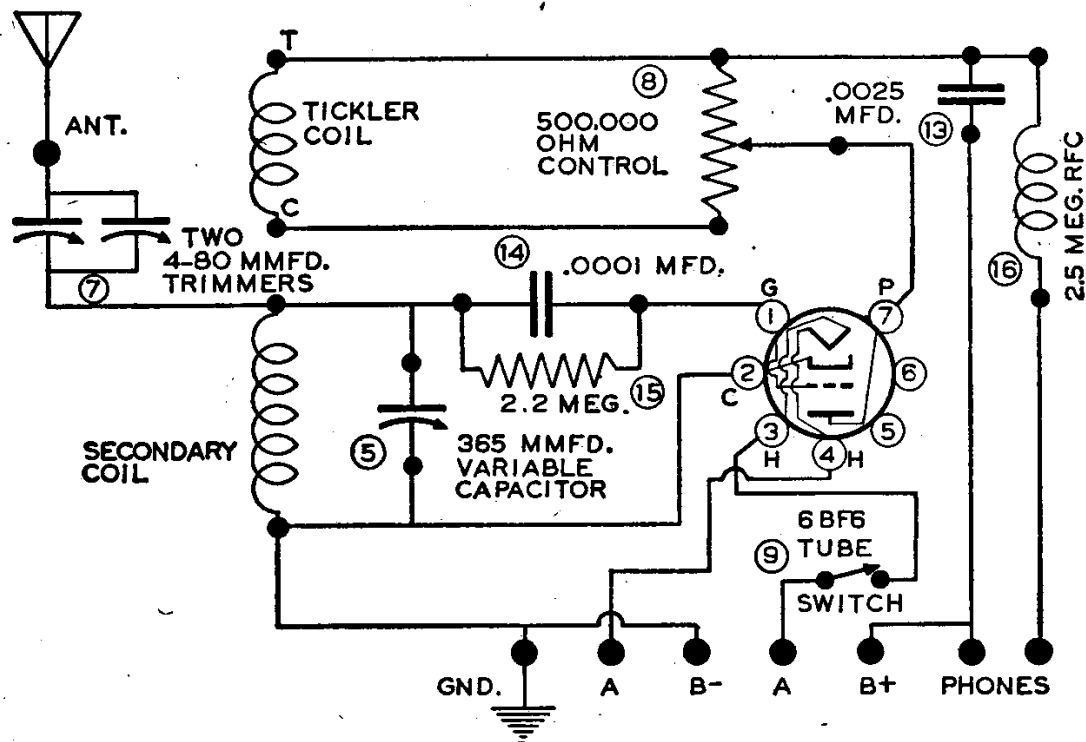 T
ANT.
TICKLER
COIL
C
8
500.000
OHM
CONTROL
.0025
MFD.
13
2.5 MEG. RFC
16
TWO
4-80 MMFD.
TRIMMERS
7
14
.0001 MFD.
2.2 MEG.
15
G
P
1
7
2
6
C
3
5
H
4
H
SECONDARY
COIL
5
365 MMFD.
VARIABLE
CAPACITOR
6BF6
TUBE
9
SWITCH
GND.
A
B-
A
B+
PHONES